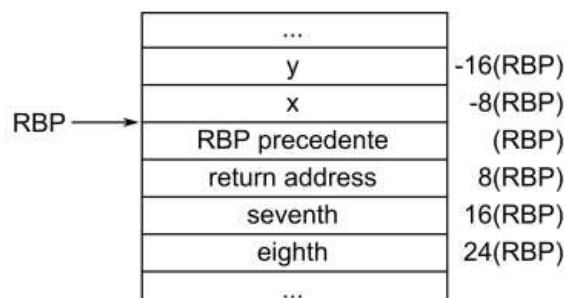 ...
y -16(RBP)
x -8(RBP)
RBP
RBP precedente (RBP)
return address 8(RBP)
seventh 16(RBP)
eighth 24(RBP)
...